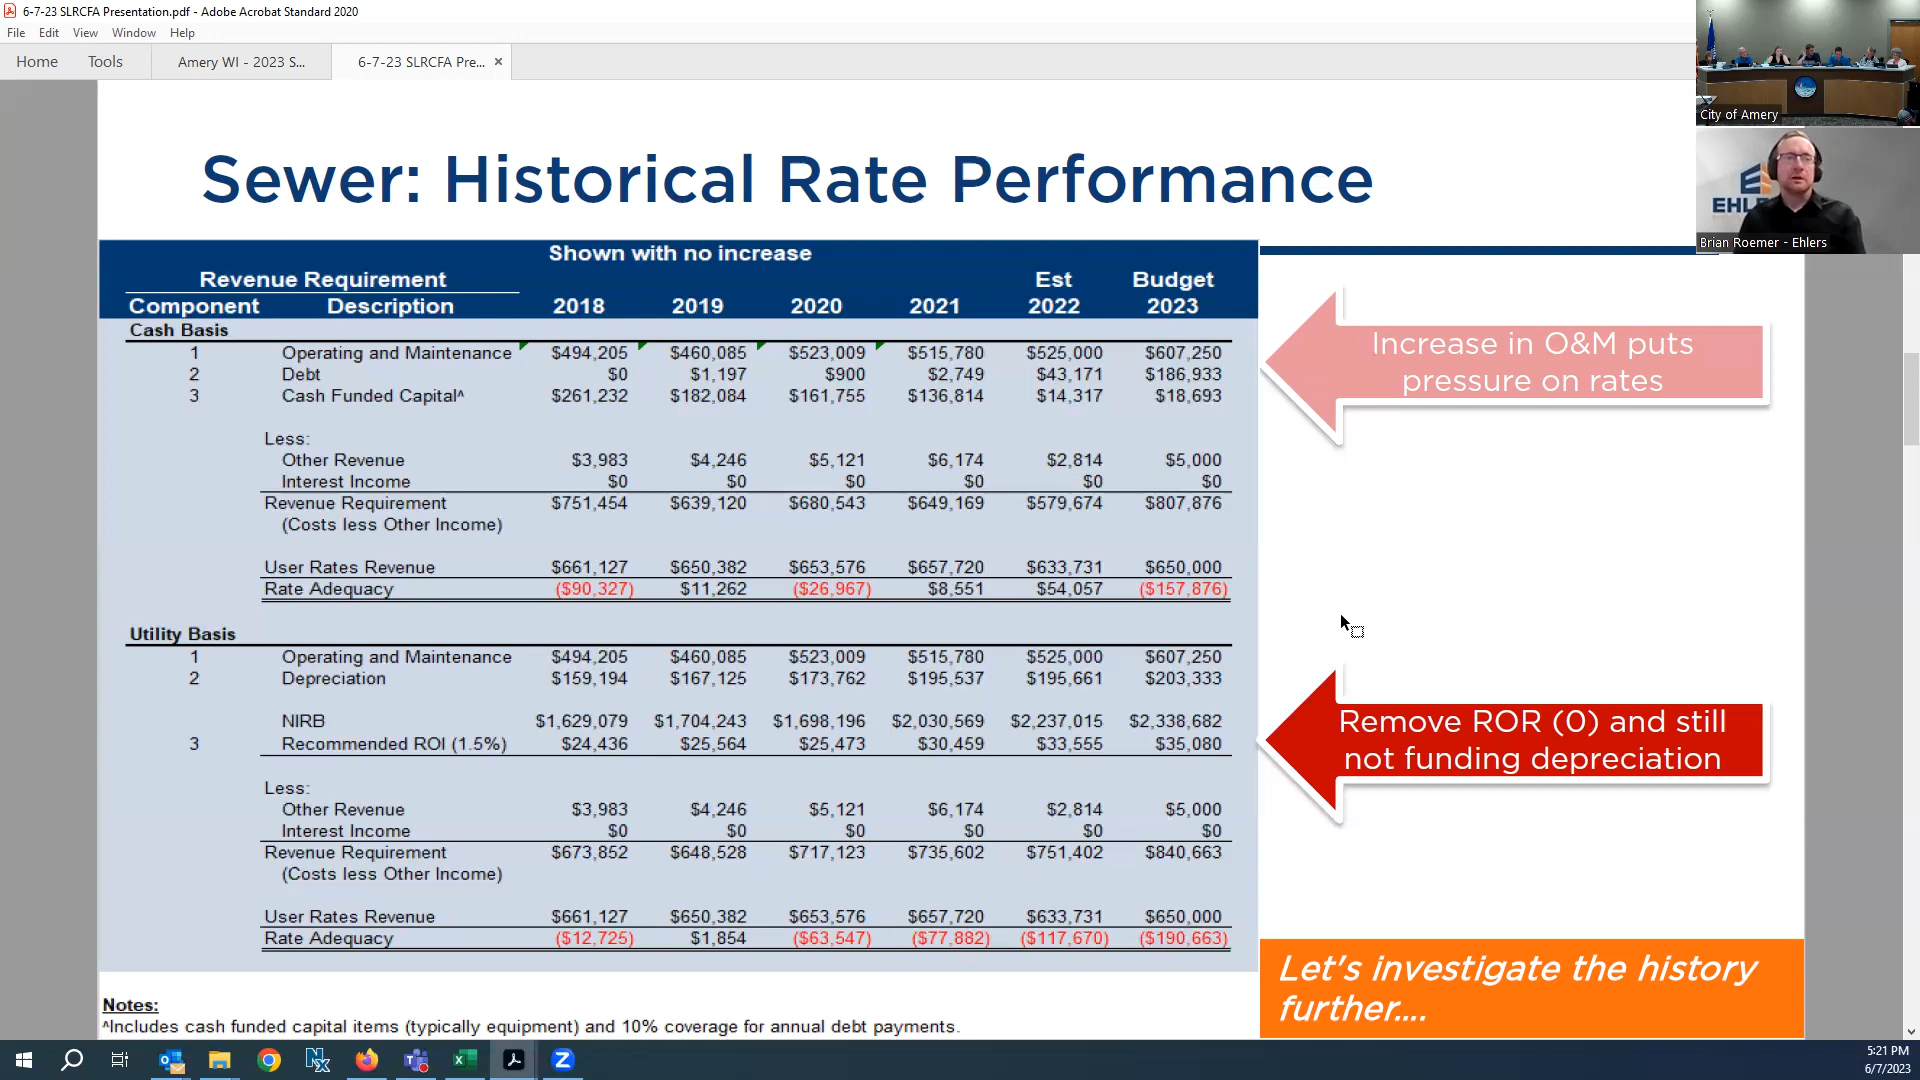 6-7-23 SLRCFA Presentation.pdf - Adobe Acrobat Standard 2020
File Edit View Window Help
Home Tools Amery WI - 2023 S... 6-7-23 SLRCFA Pre... ×
City of Amery
EHL
Brian Roemer - Ehlers
Sewer: Historical Rate Performance
Shown with no increase
Revenue Requirement Est Budget
Component Description 2018 2019 2020 2021 2022 2023
Cash Basis
1 Operating and Maintenance $494,205 $460,085 $523,009 $515,780 $525,000 $607,250
2 Debt $0 $1,197 $900 $2,749 $43,171 $186,933
3 Cash Funded Capital^ $261,232 $182,084 $161,755 $136,814 $14,317 $18,693
Less:
Other Revenue $3,983 $4,246 $5,121 $6,174 $2,814 $5,000
Interest Income $0 $0 $0 $0 $0 $0
Revenue Requirement $751,454 $639,120 $680,543 $649,169 $579,674 $807,876
(Costs less Other Income)
User Rates Revenue $661,127 $650,382 $653,576 $657,720 $633,731 $650,000
Rate Adequacy ($90,327) $11,262 ($26,967) $8,551 $54,057 ($157,876)
Utility Basis
1 Operating and Maintenance $494,205 $460,085 $523,009 $515,780 $525,000 $607,250
2 Depreciation $159,194 $167,125 $173,762 $195,537 $195,661 $203,333
NIRB $1,629,079 $1,704,243 $1,698,196 $2,030,569 $2,237,015 $2,338,682
3 Recommended ROI (1.5%) $24,436 $25,564 $25,473 $30,459 $33,555 $35,080
Less:
Other Revenue $3,983 $4,246 $5,121 $6,174 $2,814 $5,000
Interest Income $0 $0 $0 $0 $0 $0
Revenue Requirement $673,852 $648,528 $717,123 $735,602 $751,402 $840,663
(Costs less Other Income)
User Rates Revenue $661,127 $650,382 $653,576 $657,720 $633,731 $650,000
Rate Adequacy ($12,725) $1,854 ($63,547) ($77,882) ($117,670) ($190,663)
Increase in O&M puts
pressure on rates
Remove ROR (0) and still
not funding depreciation
Let's investigate the history
further....
Notes:
^Includes cash funded capital items (typically equipment) and 10% coverage for annual debt payments.
5:21 PM
6/7/2023